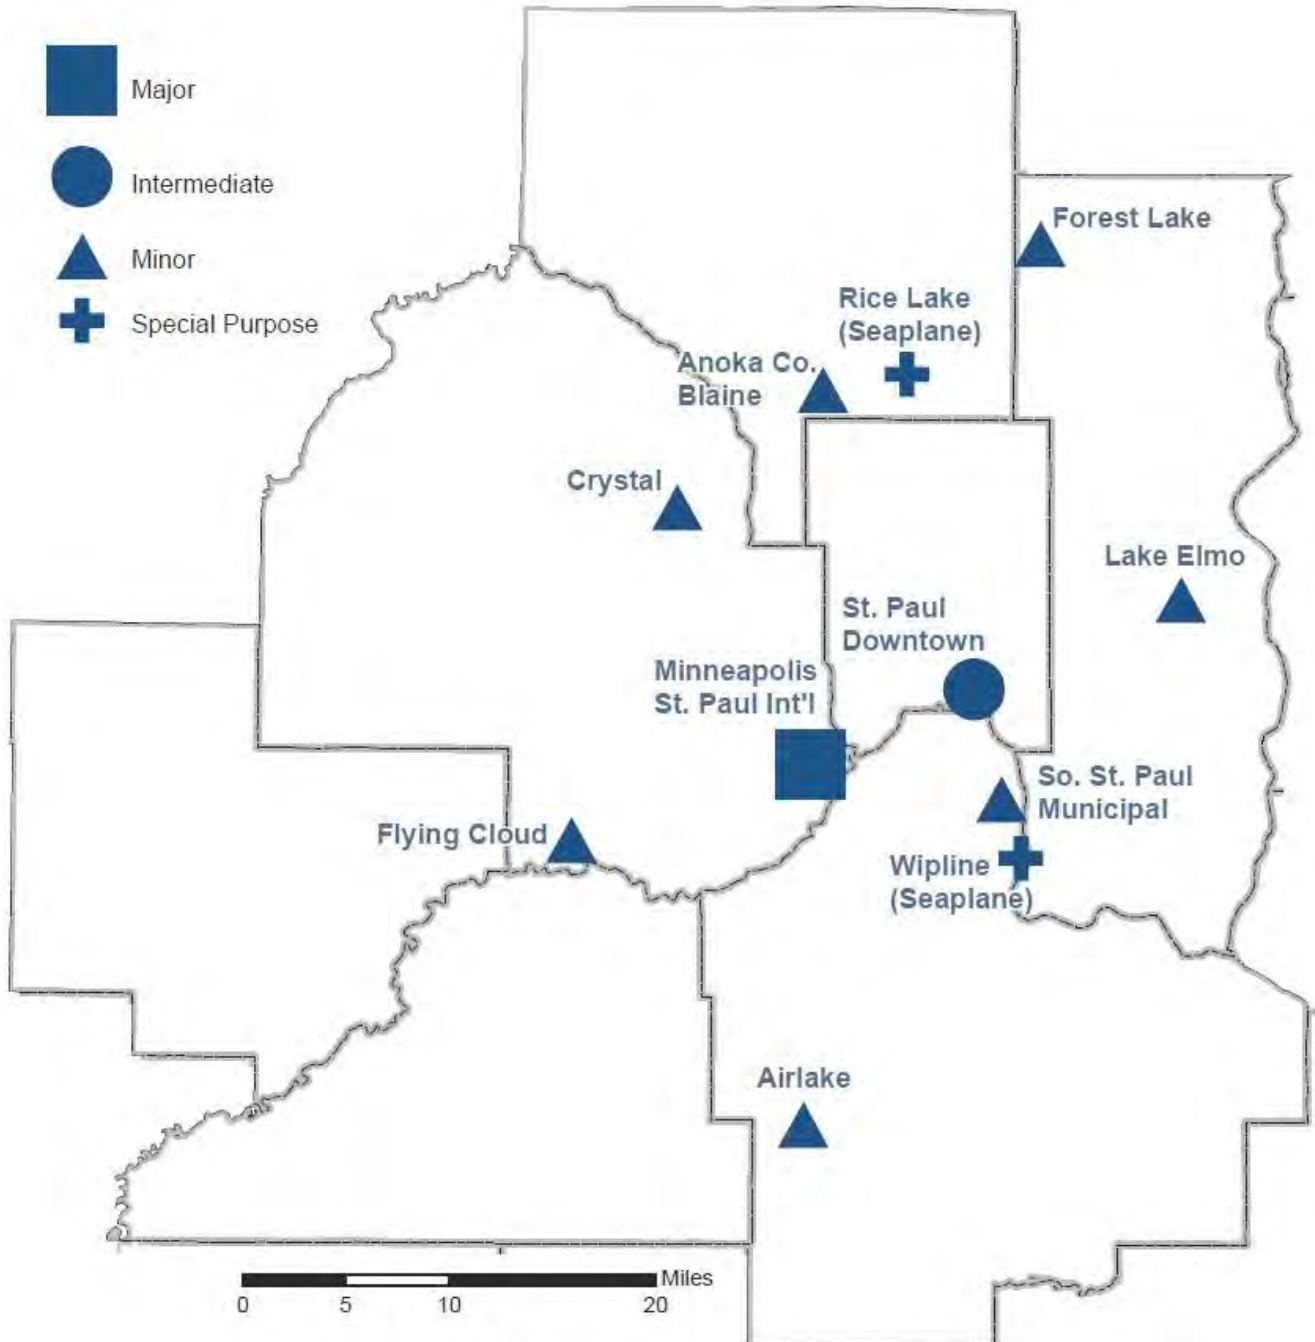 Major
Intermediate
Minor
Special Purpose
Forest Lake
Rice Lake
(Seaplane)
Anoka Co.
Blaine
Crystal
Lake Elmo
St. Paul
Downtown
Minneapolis
St. Paul Int'l
So. St. Paul
Municipal
Flying Cloud
Wipline
(Seaplane)
Airlake
Miles
0 5 10 20